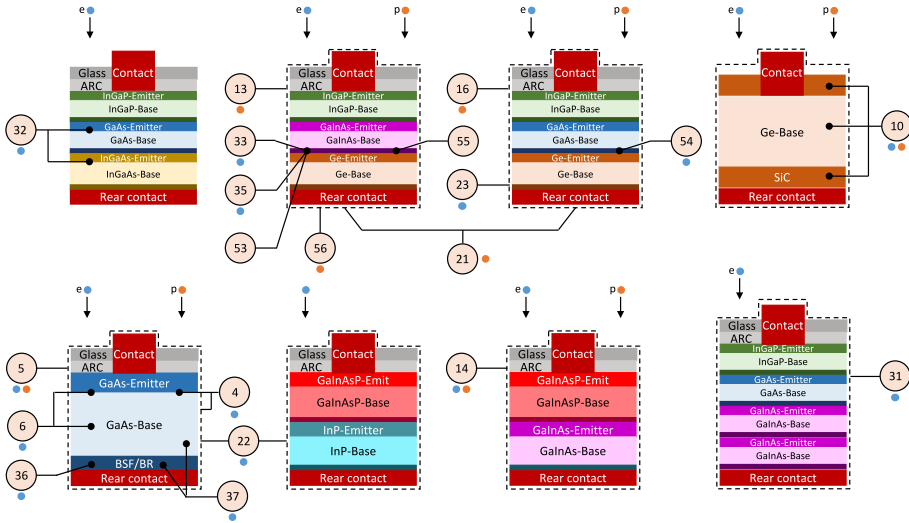 e
e
p
e
p
e
p
Glass
ARC
Contact
InGaP-Emitter
InGaP-Base
GaAs-Emitter
GaAs-Base
InGaAs-Emitter
InGaAs-Base
Rear contact
32
13
33
35
53
56
Glass
ARC
Contact
InGaP-Emitter
InGaP-Base
GaInAs-Emitter
GaInAs-Base
Ge-Emitter
Ge-Base
Rear contact
55
21
16
23
Glass
ARC
Contact
InGaP-Emitter
InGaP-Base
GaAs-Emitter
GaAs-Base
Ge-Emitter
Ge-Base
Rear contact
54
Contact
Ge-Base
SiC
Rear contact
10
e
p
e
p
e
5
6
36
Glass
ARC
Contact
GaAs-Emitter
GaAs-Base
BSF/BR
Rear contact
4
22
37
Glass
ARC
Contact
GaInAsP-Emit
GaInAsP-Base
InP-Emitter
InP-Base
Rear contact
14
Glass
ARC
Contact
GaInAsP-Emit
GaInAsP-Base
GaInAs-Emitter
GaInAs-Base
Rear contact
Glass
ARC
Contact
InGaP-Emitter
InGaP-Base
GaAs-Emitter
GaAs-Base
GaInAs-Emitter
GaInAs-Base
GaInAs-Emitter
GaInAs-Base
Rear contact
31